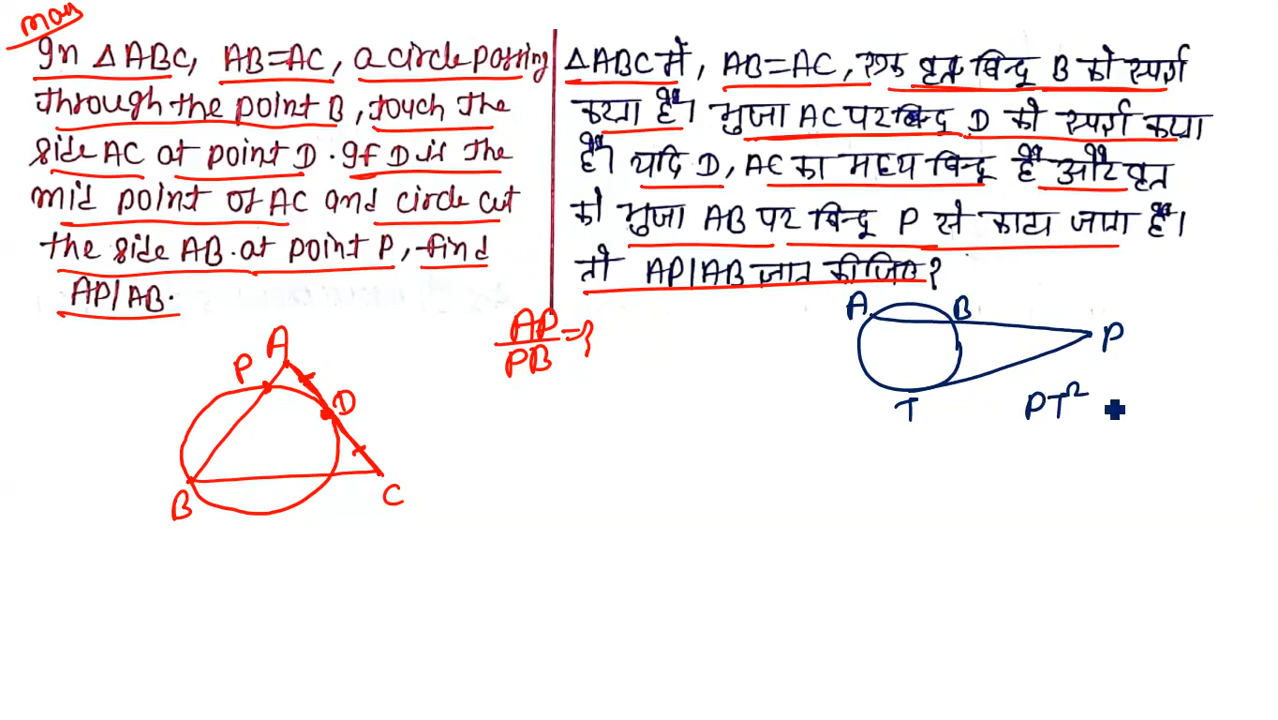 may
In △ABC, AB=AC, a circle passing
through the point B, touch the
side AC at point D. If D is the
mid point of AC and circle cut
the side AB. at point P, find
AP/AB.
△ABC में, AB=AC, एक वृत्त बिन्दू B को स्पर्श
करता है। भुजा AC पर बिन्दू D को स्पर्श करता
है। यदि D, AC का मध्य बिन्दू है और वृत्त
को भुजा AB पर बिन्दू P से काटा जाता है।
तो AP/AB ज्ञात कीजिए?
AP/PB =?
A
P
D
B
C
A
B
P
T
PT²